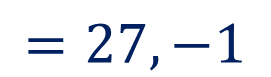 = 27, −1